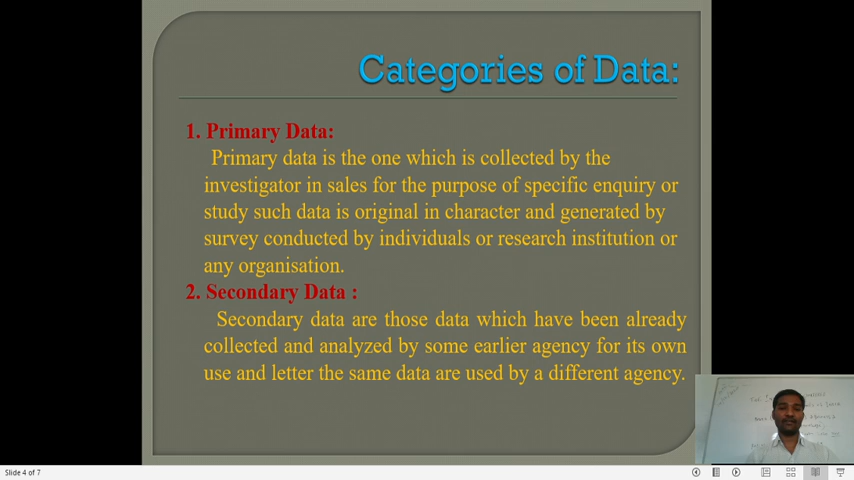 Categories of Data:
1. Primary Data:
Primary data is the one which is collected by the
investigator in sales for the purpose of specific enquiry or
study such data is original in character and generated by
survey conducted by individuals or research institution or
any organisation.
2. Secondary Data :
Secondary data are those data which have been already
collected and analyzed by some earlier agency for its own
use and letter the same data are used by a different agency.
Slide 4 of 7